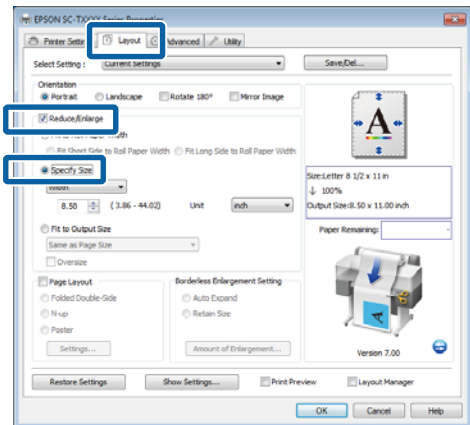 EPSON SC-TXXXX Series Properties
Printer Settings Layout Advanced Utility
Select Setting : Current Settings Save/Del...
Orientation
Portrait Landscape Rotate 180° Mirror Image
Reduce/Enlarge
Fit to Roll Paper Width
Fit Short Side to Roll Paper Width Fit Long Side to Roll Paper Width
Specify Size
Width
8.50 (3.86 - 44.02) Unit inch
Fit to Output Size
Same as Page Size
Oversize
A
Size:Letter 8 1/2 x 11 in
100%
Output Size:8.50 x 11.00 inch
Paper Remaining: -
Page Layout Borderless Enlargement Setting
Folded Double-Side Auto Expand
N-up Retain Size
Poster
Settings... Amount of Enlargement...
A
Version 7.00
Restore Settings Show Settings... Print Preview Layout Manager
OK Cancel Help